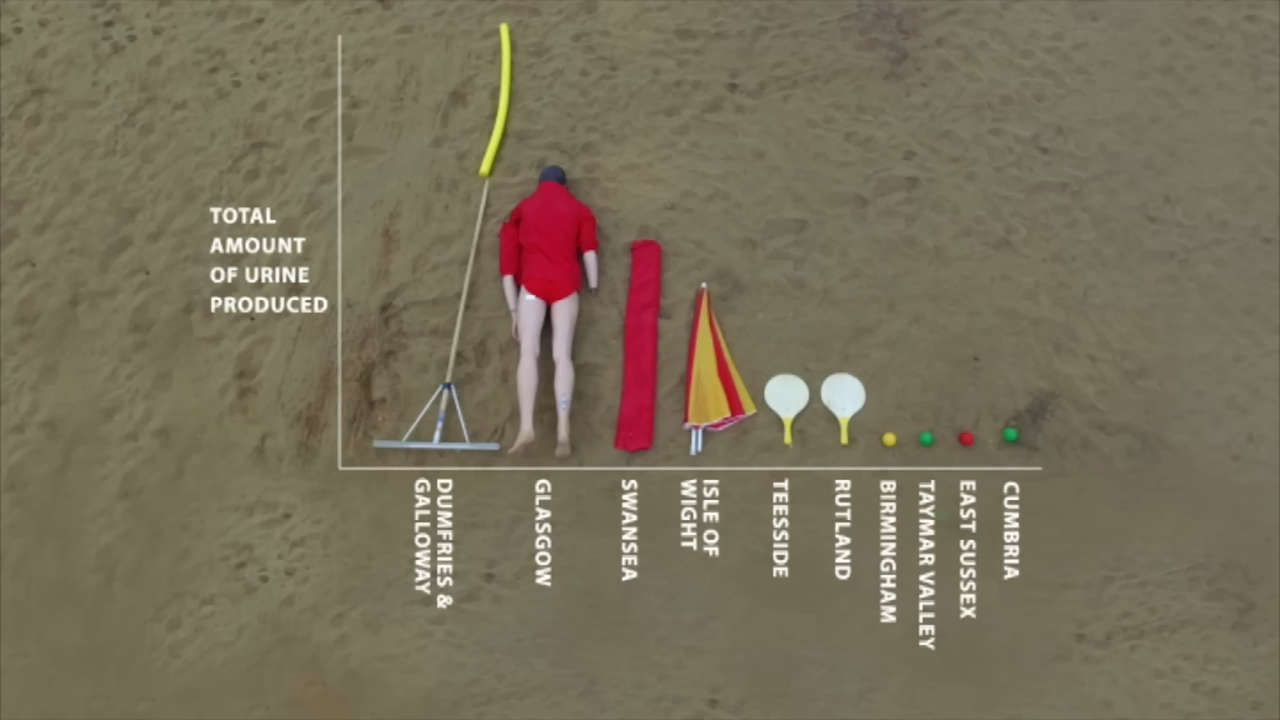 TOTAL
AMOUNT
OF URINE
PRODUCED
DUMFRIES &
GALLOWAY
GLASGOW
SWANSEA
ISLE OF
WIGHT
TEESSIDE
RUTLAND
BIRMINGHAM
TAYMAR VALLEY
EAST SUSSEX
CUMBRIA